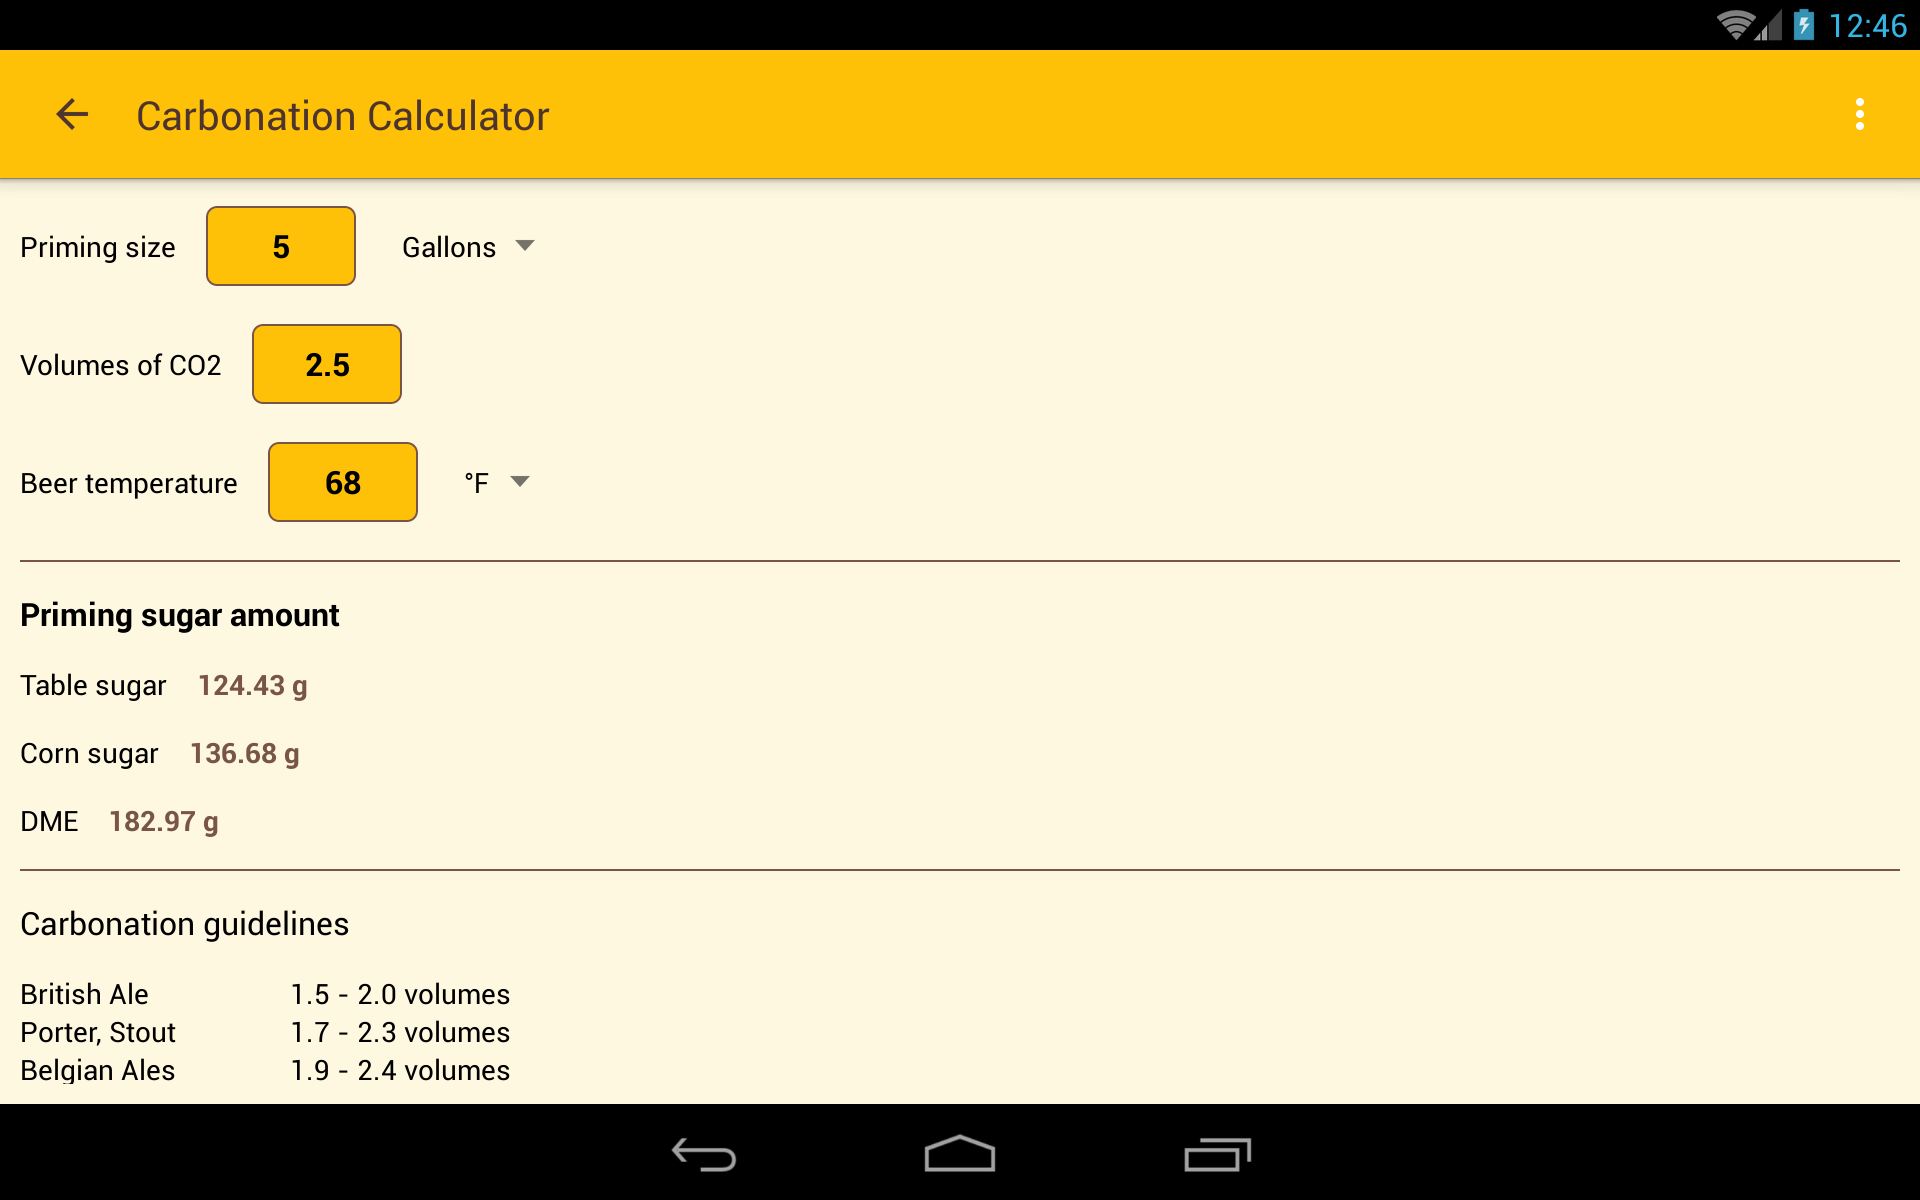 12:46
Carbonation Calculator
Priming size 5 Gallons
Volumes of CO2 2.5
Beer temperature 68 °F
Priming sugar amount
Table sugar 124.43 g
Corn sugar 136.68 g
DME 182.97 g
Carbonation guidelines
British Ale 1.5 - 2.0 volumes
Porter, Stout 1.7 - 2.3 volumes
Belgian Ales 1.9 - 2.4 volumes